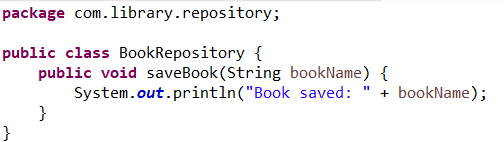 package com.library.repository;
public class BookRepository {
    public void saveBook(String bookName) {
        System.out.println("Book saved: " + bookName);
    }
}